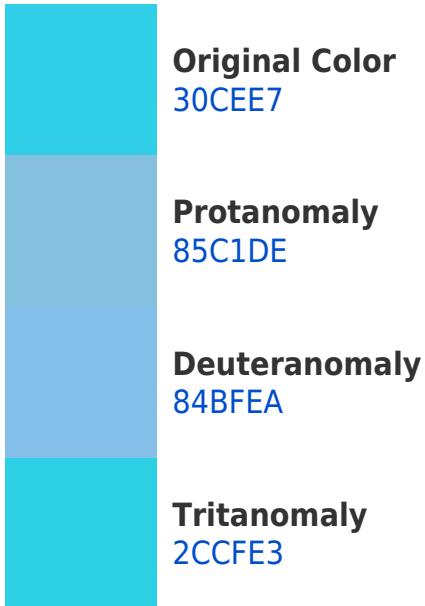 Original Color
30CEE7
Protanomaly
85C1DE
Deuteranomaly
84BFEA
Tritanomaly
2CCFE3